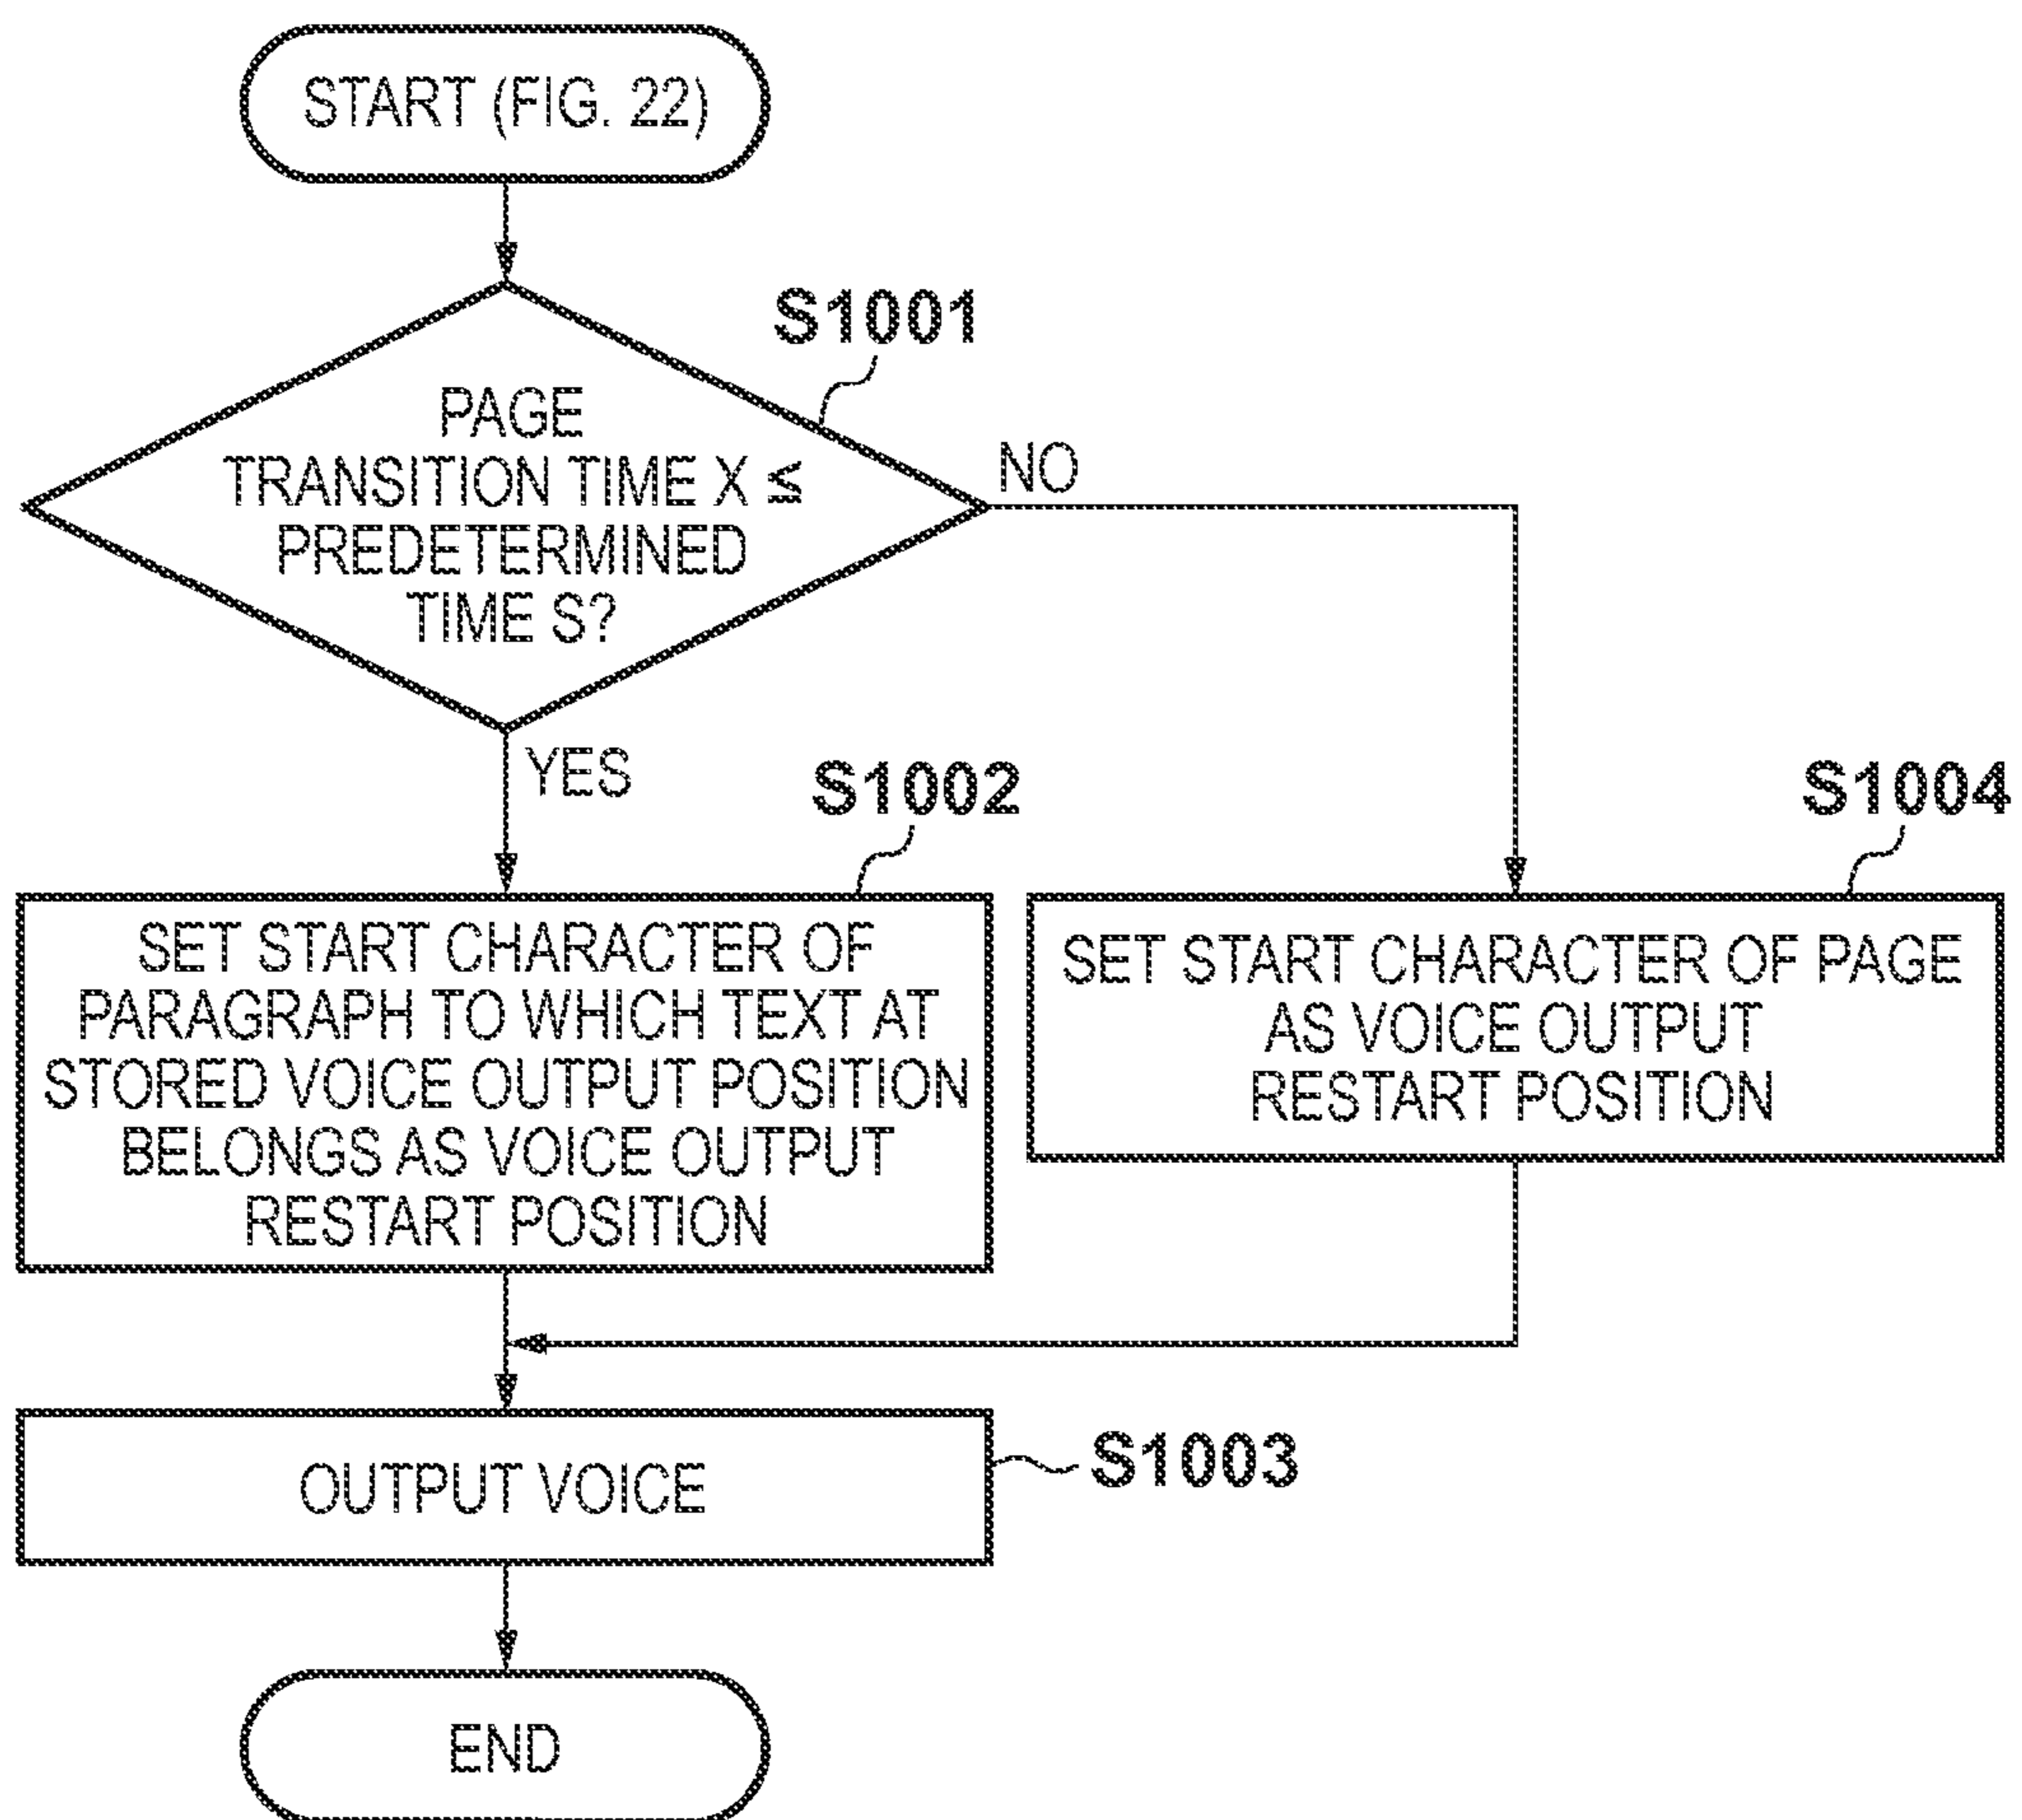 START (FIG. 22)
S1001
PAGE
TRANSITION TIME X ≦
PREDETERMINED
TIME S?
NO
YES
S1002
SET START CHARACTER OF
PARAGRAPH TO WHICH TEXT AT
STORED VOICE OUTPUT POSITION
BELONGS AS VOICE OUTPUT
RESTART POSITION
S1004
SET START CHARACTER OF PAGE
AS VOICE OUTPUT
RESTART POSITION
OUTPUT VOICE
S1003
END